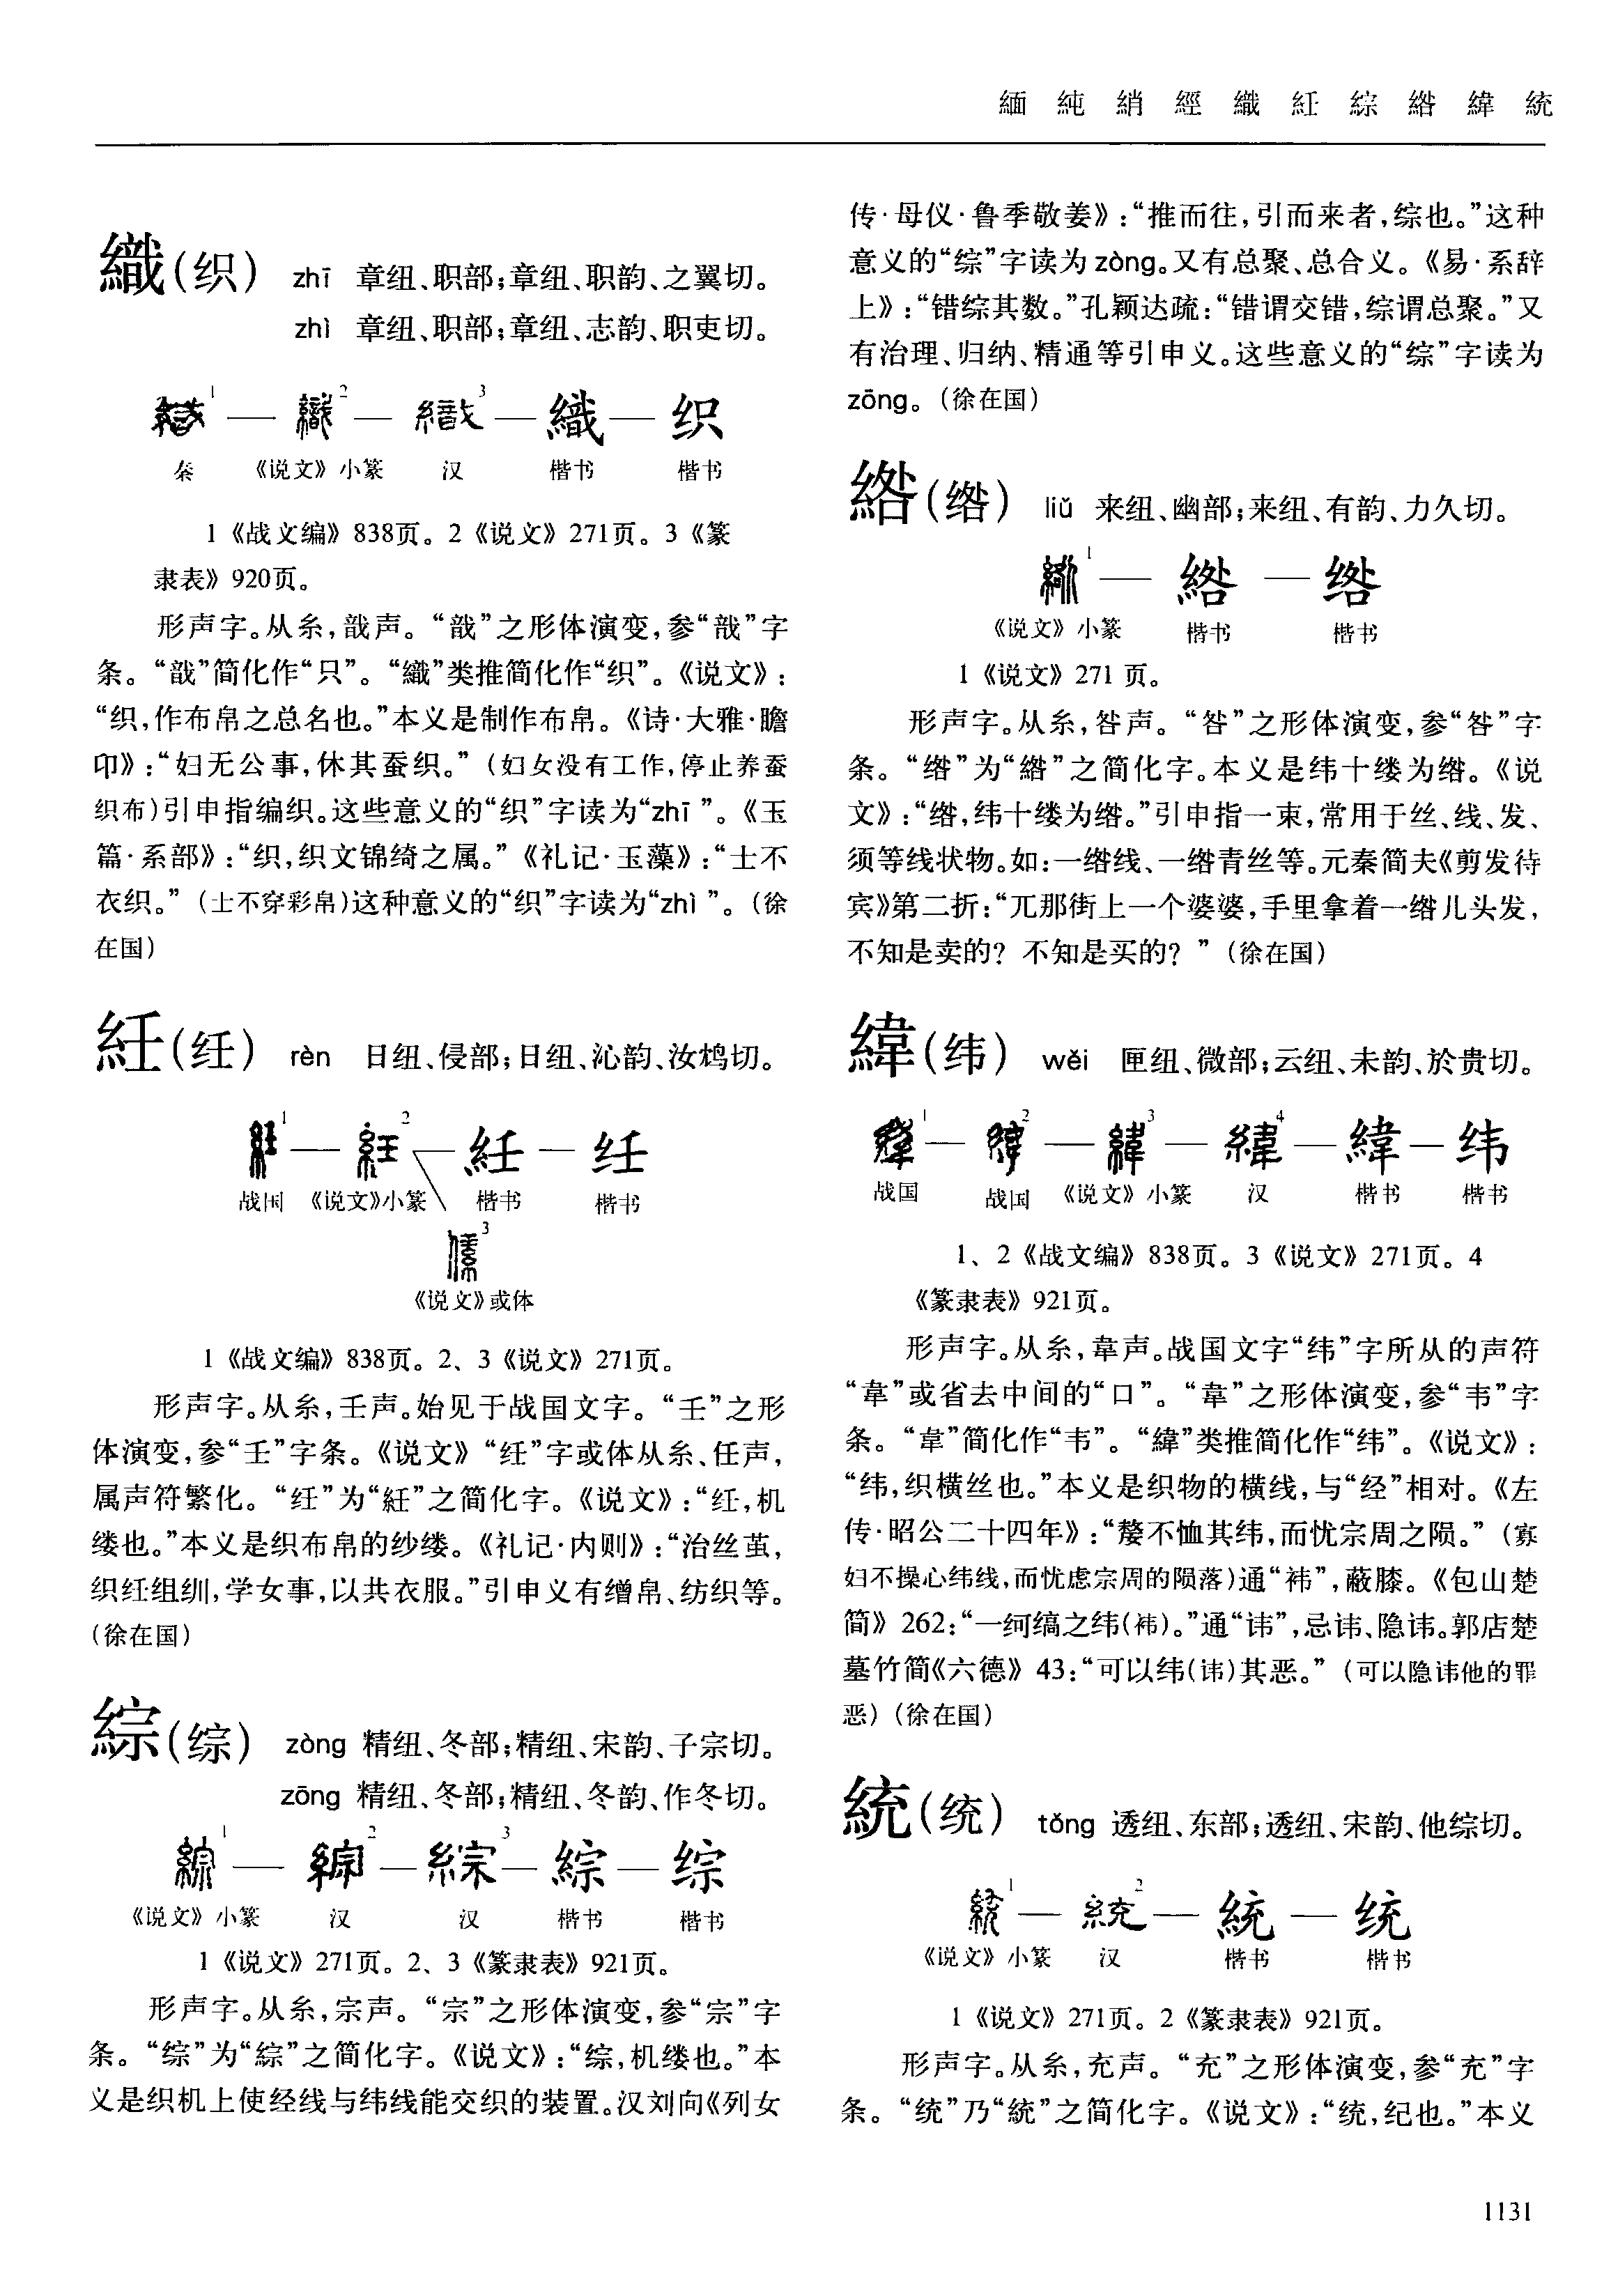 緬 純 綃 經 織 紝 綜 綹 緯 統
織(织) zhī 章纽、职部;章纽、职韵、之翼切。
zhì 章纽、职部;章纽、志韵、职吏切。
1 2 3
— — — 織 — 织
秦 《说文》小篆 汉 楷书 楷书
1《战文编》838页。2《说文》271页。3《篆
隶表》920页。
形声字。从糸,戠声。“戠”之形体演变,参“戠”字
条。“戠”简化作“只”。“織”类推简化作“织”。《说文》:
“织,作布帛之总名也。”本义是制作布帛。《诗·大雅·瞻
卬》:“妇无公事,休其蚕织。”(妇女没有工作,停止养蚕
织布)引申指编织。这些意义的“织”字读为“zhī”。《玉
篇·系部》:“织,织文锦绮之属。”《礼记·玉藻》:“士不
衣织。”(士不穿彩帛)这种意义的“织”字读为“zhì”。(徐
在国)
紝(纴) rèn 日纽、侵部;日纽、沁韵、汝鸩切。
1 2
— — 紝 — 纴
战国 《说文》小篆 楷书 楷书
3
《说文》或体
1《战文编》838页。2、3《说文》271页。
形声字。从糸,壬声。始见于战国文字。“壬”之形
体演变,参“壬”字条。《说文》“纴”字或体从糸、任声,
属声符繁化。“纴”为“紝”之简化字。《说文》:“纴,机
缕也。”本义是织布帛的纱缕。《礼记·内则》:“治丝茧,
织纴组紃,学女事,以共衣服。”引申义有缯帛、纺织等。
(徐在国)
綜(综) zòng 精纽、冬部;精纽、宋韵、子宗切。
zōng 精纽、冬部;精纽、冬韵、作冬切。
1 2 3
— — — 綜 — 综
《说文》小篆 汉 汉 楷书 楷书
1《说文》271页。2、3《篆隶表》921页。
形声字。从糸,宗声。“宗”之形体演变,参“宗”字
条。“综”为“綜”之简化字。《说文》:“综,机缕也。”本
义是织机上使经线与纬线能交织的装置。汉刘向《列女
传·母仪·鲁季敬姜》:“推而往,引而来者,综也。”这种
意义的“综”字读为zòng。又有总聚、总合义。《易·系辞
上》:“错综其数。”孔颖达疏:“错谓交错,综谓总聚。”又
有治理、归纳、精通等引申义。这些意义的“综”字读为
zōng。(徐在国)
綹(绺) liǔ 来纽、幽部;来纽、有韵、力久切。
1
— 綹 — 绺
《说文》小篆 楷书 楷书
1《说文》271页。
形声字。从糸,咎声。“咎”之形体演变,参“咎”字
条。“绺”为“綹”之简化字。本义是纬十缕为绺。《说
文》:“绺,纬十缕为绺。”引申指一束,常用于丝、线、发、
须等线状物。如:一绺线、一绺青丝等。元秦简夫《剪发待
宾》第二折:“兀那街上一个婆婆,手里拿着一绺儿头发,
不知是卖的?不知是买的?”(徐在国)
緯(纬) wěi 匣纽、微部;云纽、未韵、於贵切。
1 2 3 4
— — — — 緯 — 纬
战国 战国 《说文》小篆 汉 楷书 楷书
1、2《战文编》838页。3《说文》271页。4
《篆隶表》921页。
形声字。从糸,韋声。战国文字“纬”字所从的声符
“韋”或省去中间的“口”。“韋”之形体演变,参“韦”字
条。“韋”简化作“韦”。“緯”类推简化作“纬”。《说文》:
“纬,织横丝也。”本义是织物的横线,与“经”相对。《左
传·昭公二十四年》:“嫠不恤其纬,而忧宗周之陨。”(寡
妇不操心纬线,而忧虑宗周的陨落)通“袆”,蔽膝。《包山楚
简》262:“一䌹缟之纬(袆)。”通“讳”,忌讳、隐讳。郭店楚
墓竹简《六德》43:“可以纬(讳)其恶。”(可以隐讳他的罪
恶)(徐在国)
統(统) tǒng 透纽、东部;透纽、宋韵、他综切。
1 2
— — 統 — 统
《说文》小篆 汉 楷书 楷书
1《说文》271页。2《篆隶表》921页。
形声字。从糸,充声。“充”之形体演变,参“充”字
条。“统”乃“統”之简化字。《说文》:“统,纪也。”本义
1131